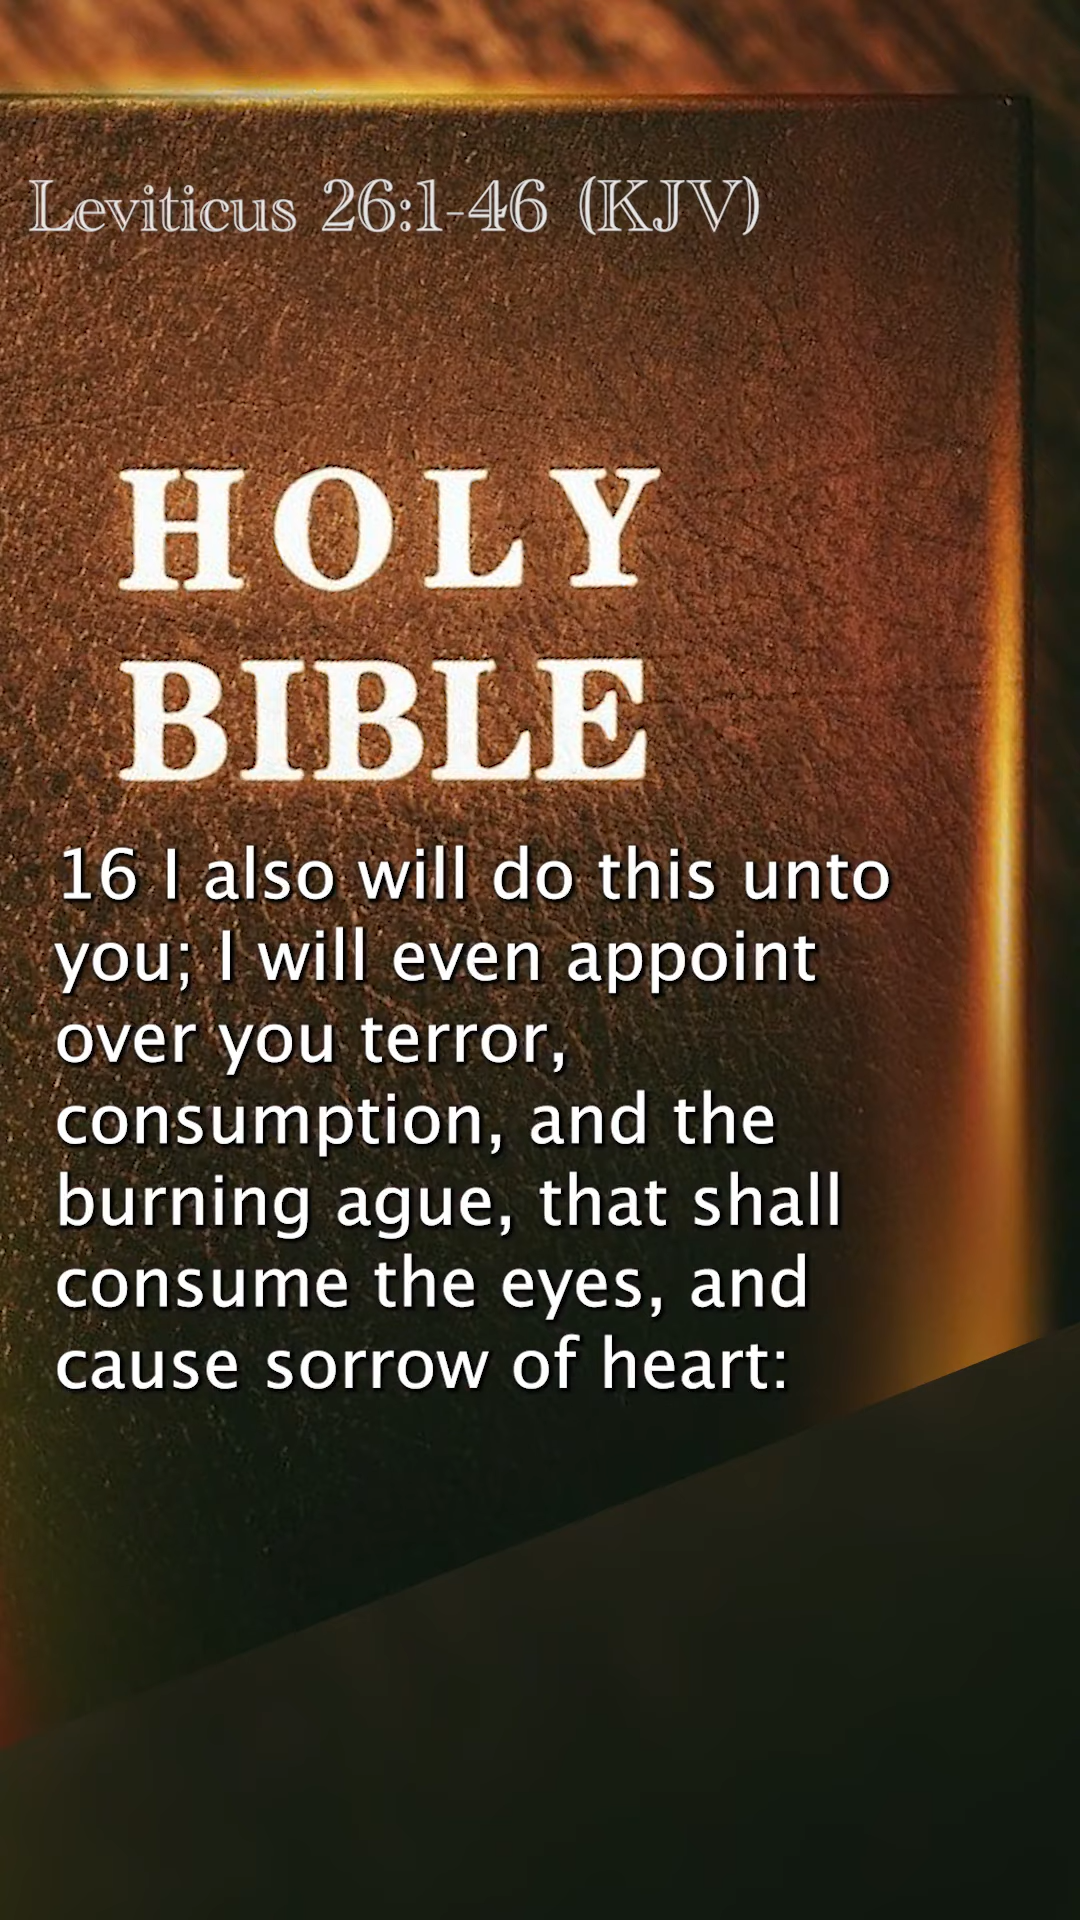 Leviticus 26:1-46 (KJV)
HOLY
BIBLE
16 I also will do this unto
you; I will even appoint
over you terror,
consumption, and the
burning ague, that shall
consume the eyes, and
cause sorrow of heart: